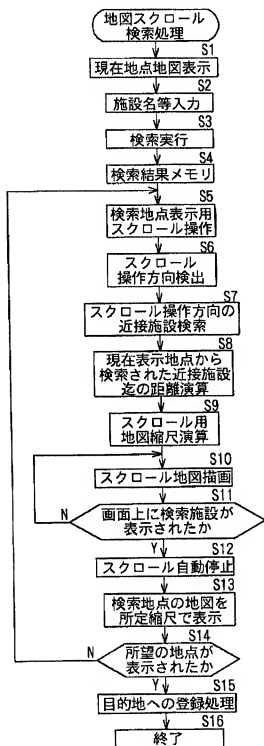 地図スクロール
検索処理
S1
現在地点地図表示
S2
施設名等入力
S3
検索実行
S4
検索結果メモリ
S5
検索地点表示用
スクロール操作
S6
スクロール
操作方向検出
S7
スクロール操作方向の
近接施設検索
S8
現在表示地点から
検索された近接施設
迄の距離演算
S9
スクロール用
地図縮尺演算
S10
スクロール地図描画
S11
画面上に検索施設が
表示されたか
N
Y
S12
スクロール自動停止
S13
検索地点の地図を
所定縮尺で表示
S14
所望の地点が
表示されたか
N
Y
S15
目的地への登録処理
S16
終了